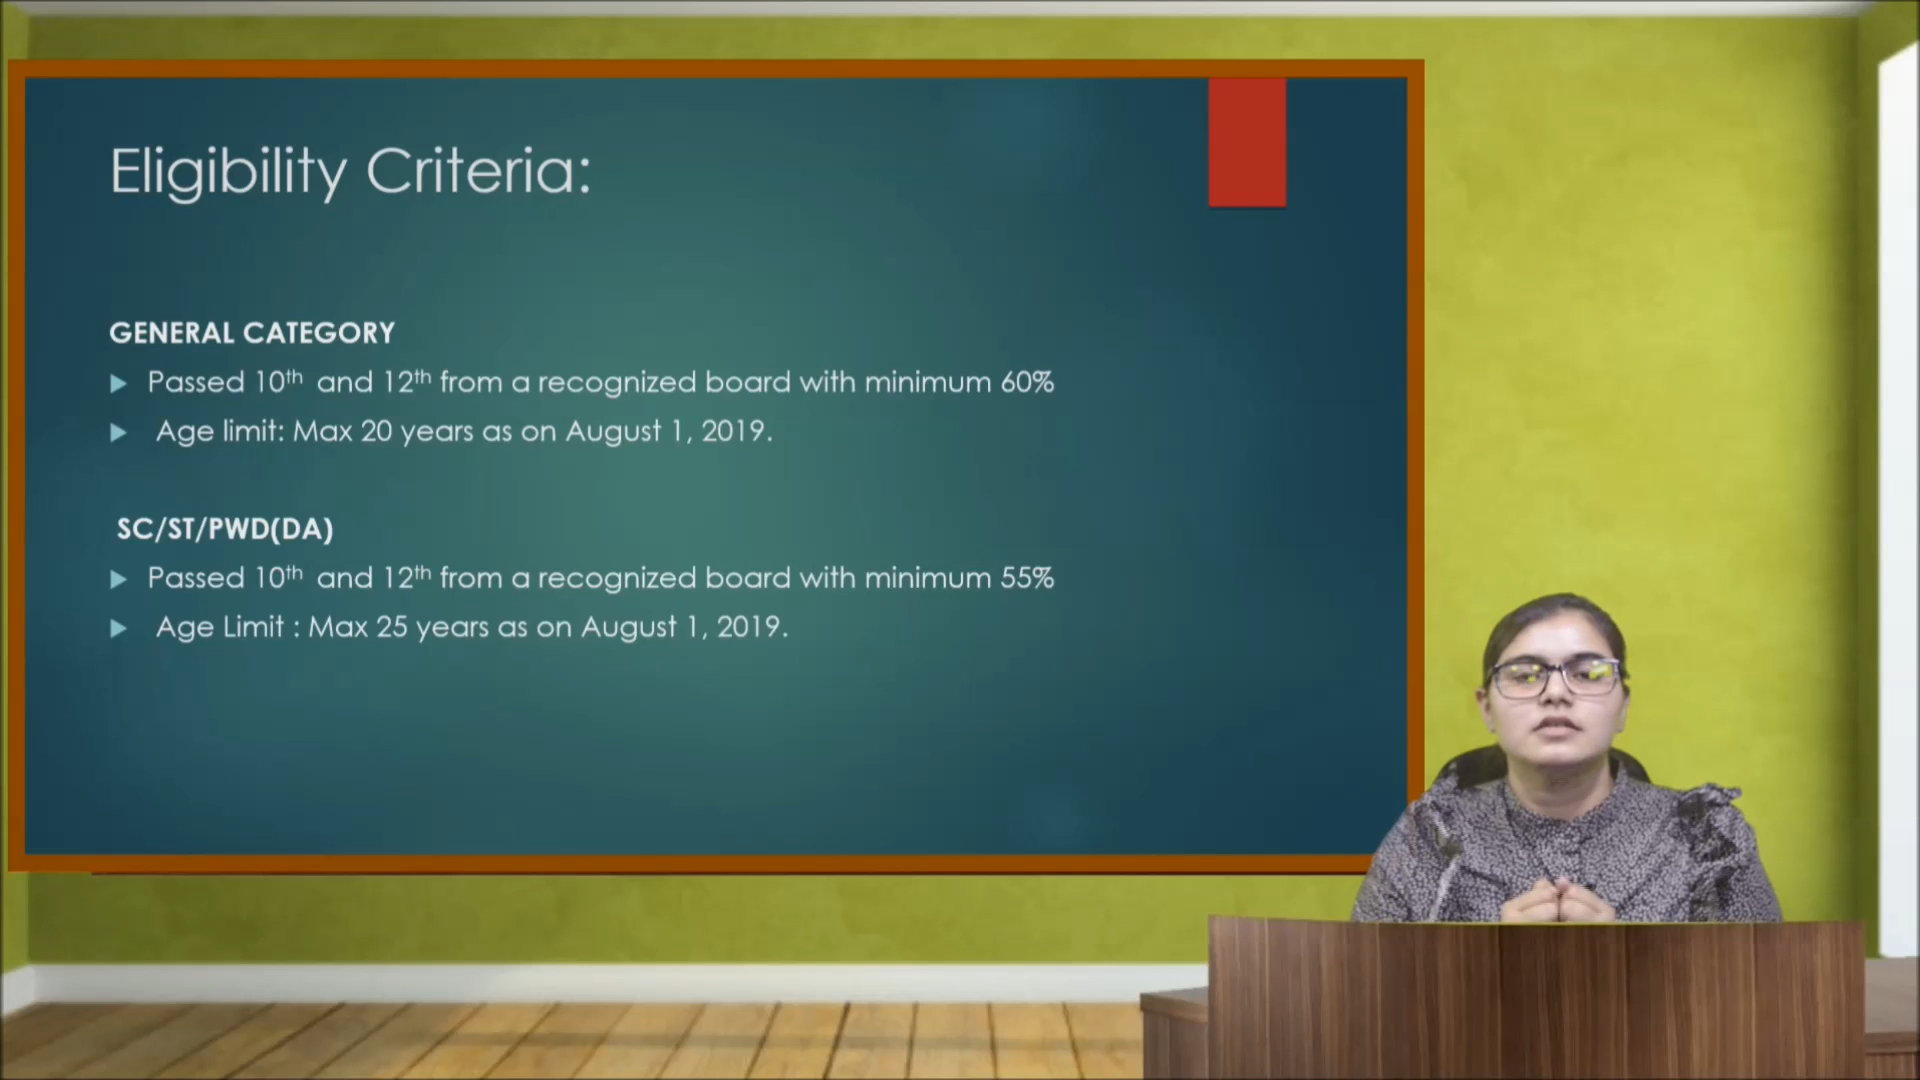 Eligibility Criteria:
GENERAL CATEGORY
Passed 10th and 12th from a recognized board with minimum 60%
Age limit: Max 20 years as on August 1, 2019.
SC/ST/PWD(DA)
Passed 10th and 12th from a recognized board with minimum 55%
Age Limit : Max 25 years as on August 1, 2019.